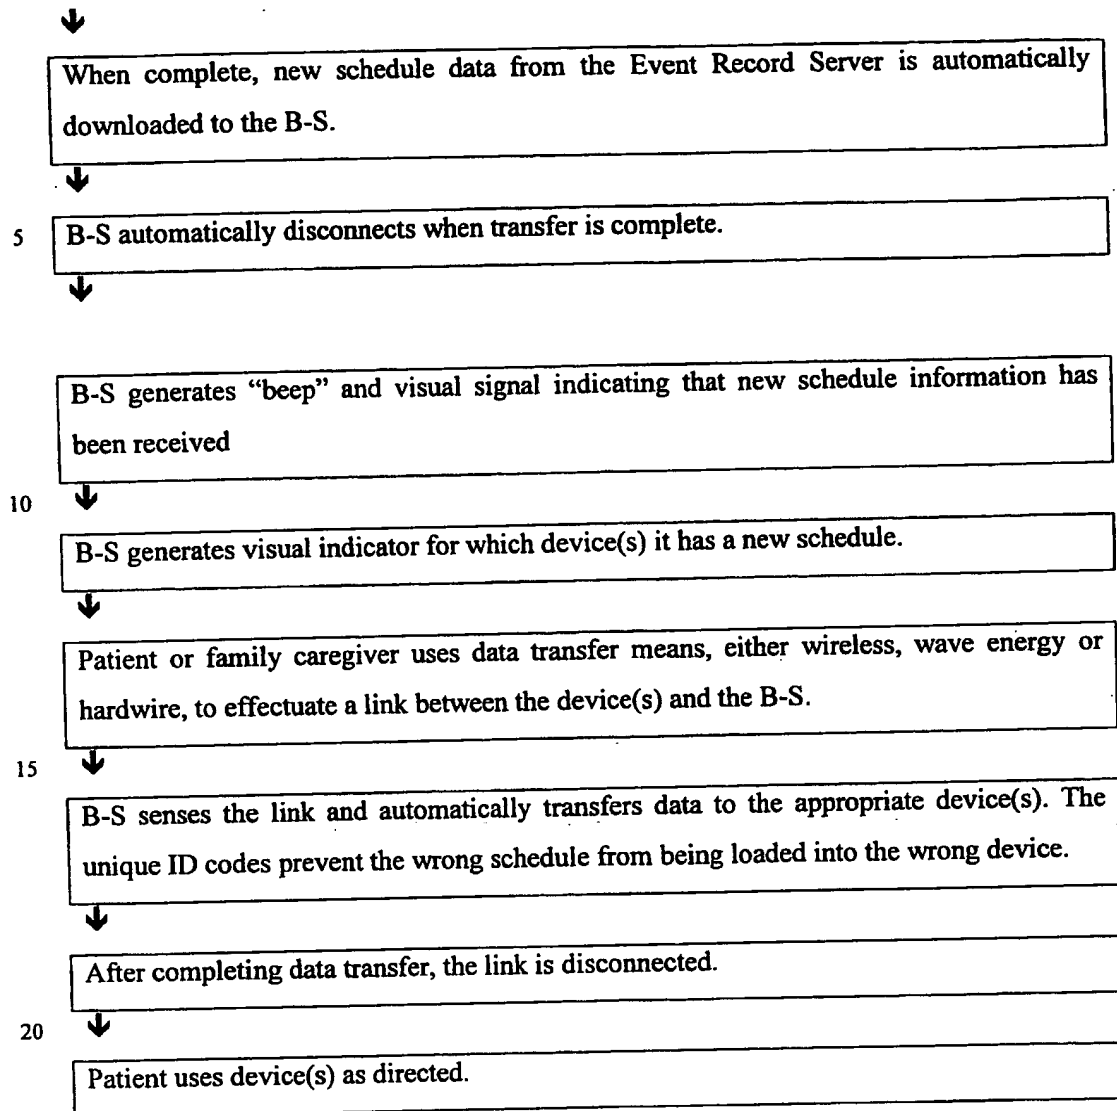 When complete, new schedule data from the Event Record Server is automatically
downloaded to the B-S.
5 B-S automatically disconnects when transfer is complete.
B-S generates “beep” and visual signal indicating that new schedule information has
been received
10
B-S generates visual indicator for which device(s) it has a new schedule.
Patient or family caregiver uses data transfer means, either wireless, wave energy or
hardwire, to effectuate a link between the device(s) and the B-S.
15
B-S senses the link and automatically transfers data to the appropriate device(s). The
unique ID codes prevent the wrong schedule from being loaded into the wrong device.
After completing data transfer, the link is disconnected.
20
Patient uses device(s) as directed.